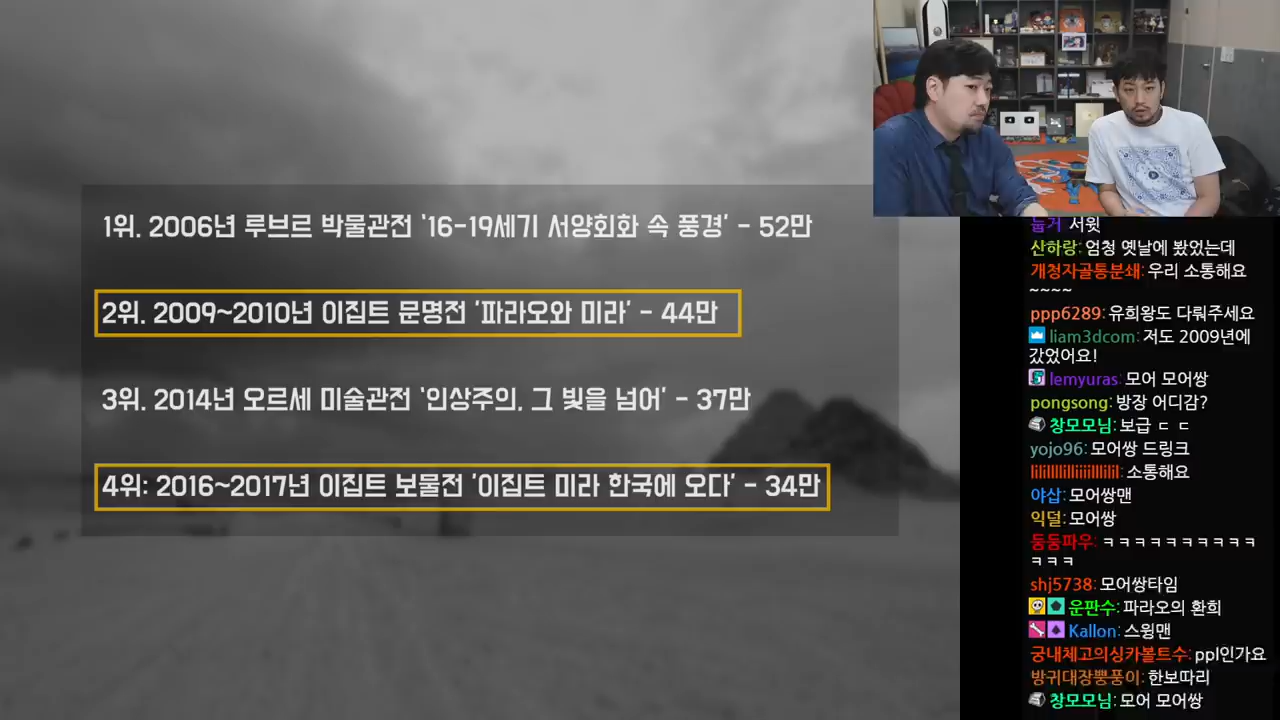 1위. 2006년 루브르 박물관전 '16-19세기 서양회화 속 풍경' - 52만
2위. 2009~2010년 이집트 문명전 '파라오와 미라' - 44만
3위. 2014년 오르세 미술관전 '인상주의, 그 빛을 넘어' - 37만
4위: 2016~2017년 이집트 보물전 '이집트 미라 한국에 오다' - 34만
서윗
산하랑: 엄청 옛날에 봤었는데
개청자골통분쇄: 우리 소통해요
~~~~
ppp6289: 유희왕도 다뤄주세요
liam3dcom: 저도 2009년에
갔었어요!
lemyuras: 모어 모어쌍
pongsong: 방장 어디감?
창모모님: 보급 ㄷ ㄷ
yojo96: 모어쌍 드링크
소통해요
야삽: 모어쌍맨
익덜: 모어쌍
둠둠파우: ㅋㅋㅋㅋㅋㅋㅋㅋㅋㅋ
ㅋㅋㅋ
shj5738: 모어쌍타임
운판수: 파라오의 환희
Kallon: 스윙맨
궁내체고의싱카볼트수: ppl인가요
방귀대장뿡풍이: 한보따리
창모모님: 모어 모어쌍